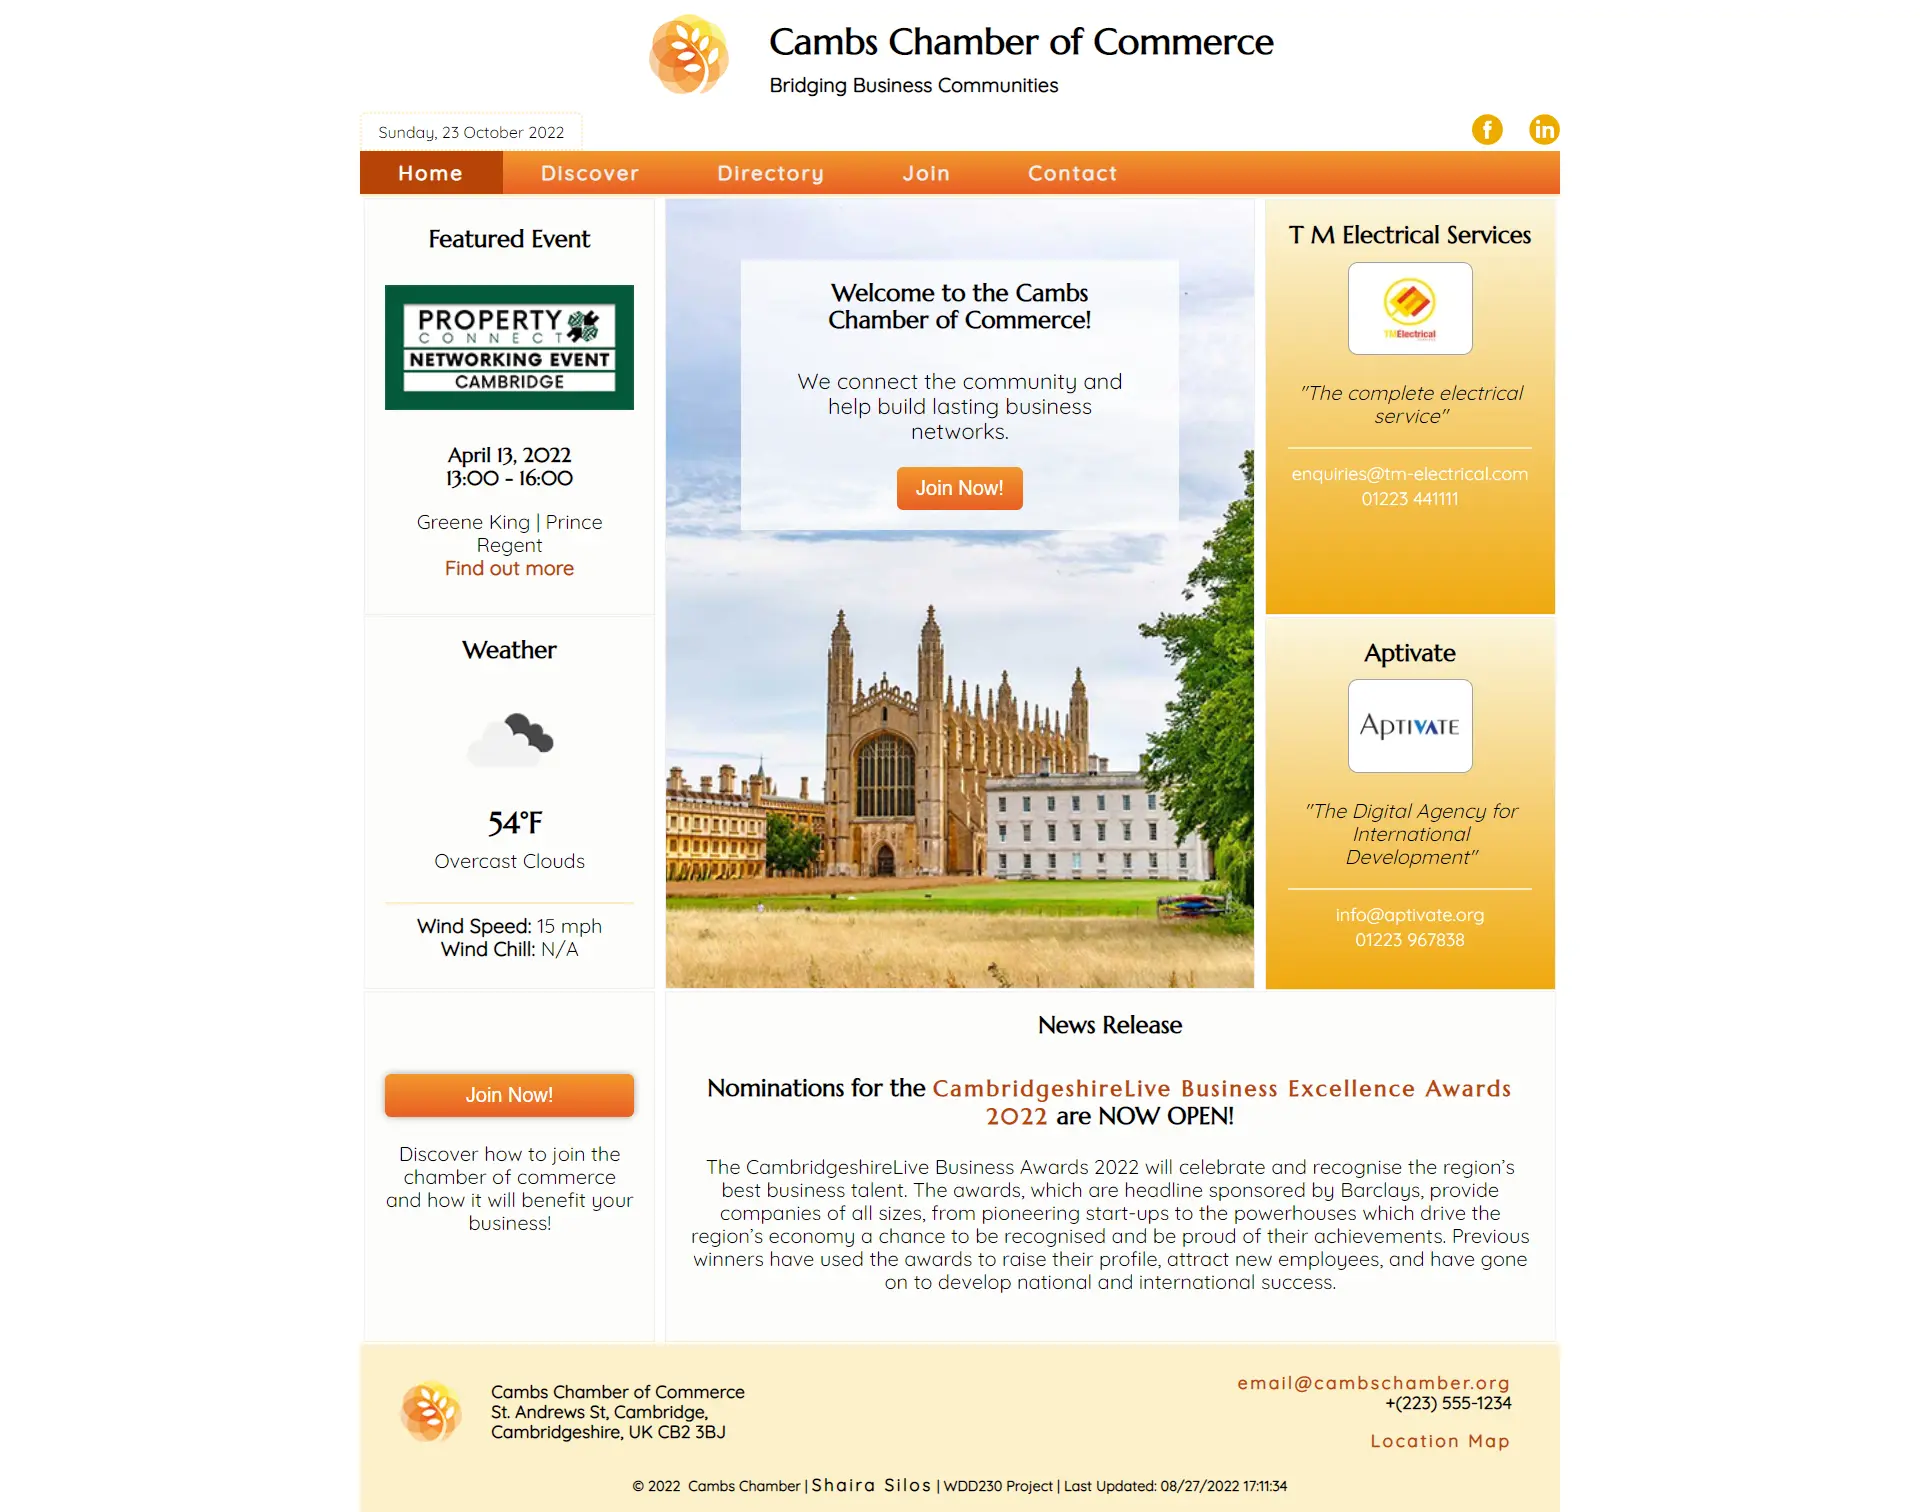 Cambs Chamber of Commerce
Bridging Business Communities
Sunday, 23 October 2022
Home
Discover
Directory
Join
Contact
Featured Event
PROPERTY
CONNECT
NETWORKING EVENT
CAMBRIDGE
April 13, 2022
13:00 - 16:00
Greene King | Prince
Regent
Find out more
Weather
54°F
Overcast Clouds
Wind Speed: 15 mph
Wind Chill: N/A
Join Now!
Discover how to join the
chamber of commerce
and how it will benefit your
business!
Welcome to the Cambs
Chamber of Commerce!
We connect the community and
help build lasting business
networks.
Join Now!
T M Electrical Services
TMElectrical
"The complete electrical
service"
enquiries@tm-electrical.com
01223 441111
Aptivate
APTIVATE
"The Digital Agency for
International
Development"
info@aptivate.org
01223 967838
News Release
Nominations for the CambridgeshireLive Business Excellence Awards
2022 are NOW OPEN!
The CambridgeshireLive Business Awards 2022 will celebrate and recognise the region's
best business talent. The awards, which are headline sponsored by Barclays, provide
companies of all sizes, from pioneering start-ups to the powerhouses which drive the
region's economy a chance to be recognised and be proud of their achievements. Previous
winners have used the awards to raise their profile, attract new employees, and have gone
on to develop national and international success.
Cambs Chamber of Commerce
St. Andrews St, Cambridge,
Cambridgeshire, UK CB2 3BJ
email@cambschamber.org
+(223) 555-1234
Location Map
© 2022 Cambs Chamber | Shaira Silos | WDD230 Project | Last Updated: 08/27/2022 17:11:34